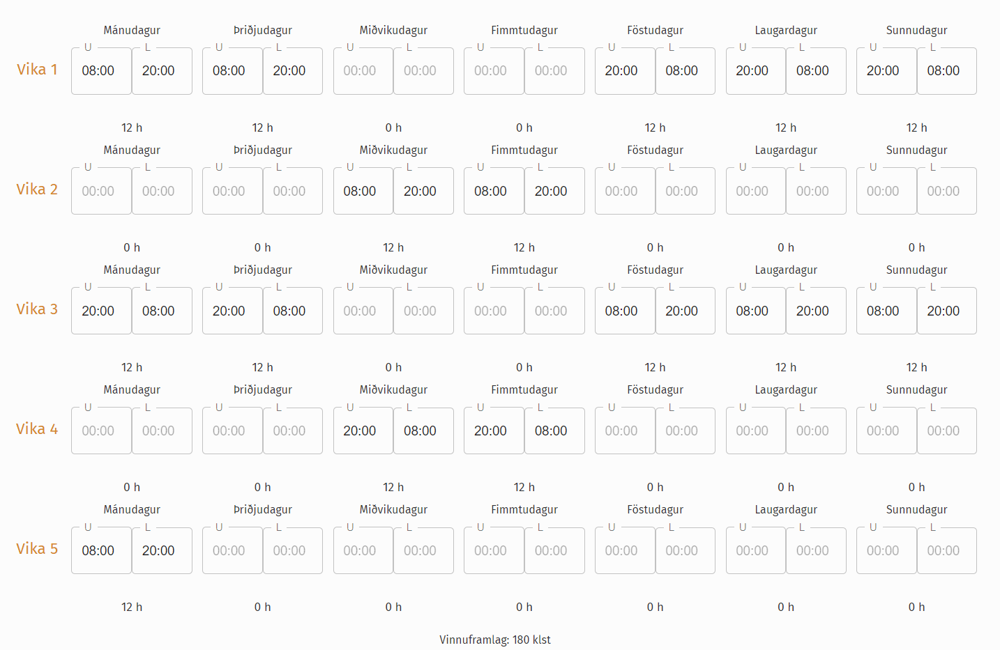 Mánudagur Þriðjudagur Miðvikudagur Fimmtudagur Föstudagur Laugardagur Sunnudagur
U L U L U L U L U L U L U L
Vika 1 08:00 20:00 08:00 20:00 00:00 00:00 00:00 00:00 20:00 08:00 20:00 08:00 20:00 08:00
12 h 12 h 0 h 0 h 12 h 12 h 12 h
Mánudagur Þriðjudagur Miðvikudagur Fimmtudagur Föstudagur Laugardagur Sunnudagur
U L U L U L U L U L U L U L
Vika 2 00:00 00:00 00:00 00:00 08:00 20:00 08:00 20:00 00:00 00:00 00:00 00:00 00:00 00:00
0 h 0 h 12 h 12 h 0 h 0 h 0 h
Mánudagur Þriðjudagur Miðvikudagur Fimmtudagur Föstudagur Laugardagur Sunnudagur
U L U L U L U L U L U L U L
Vika 3 20:00 08:00 20:00 08:00 00:00 00:00 00:00 00:00 08:00 20:00 08:00 20:00 08:00 20:00
12 h 12 h 0 h 0 h 12 h 12 h 12 h
Mánudagur Þriðjudagur Miðvikudagur Fimmtudagur Föstudagur Laugardagur Sunnudagur
U L U L U L U L U L U L U L
Vika 4 00:00 00:00 00:00 00:00 20:00 08:00 20:00 08:00 00:00 00:00 00:00 00:00 00:00 00:00
0 h 0 h 12 h 12 h 0 h 0 h 0 h
Mánudagur Þriðjudagur Miðvikudagur Fimmtudagur Föstudagur Laugardagur Sunnudagur
U L U L U L U L U L U L U L
Vika 5 08:00 20:00 00:00 00:00 00:00 00:00 00:00 00:00 00:00 00:00 00:00 00:00 00:00 00:00
12 h 0 h 0 h 0 h 0 h 0 h 0 h
Vinnuframlag: 180 klst